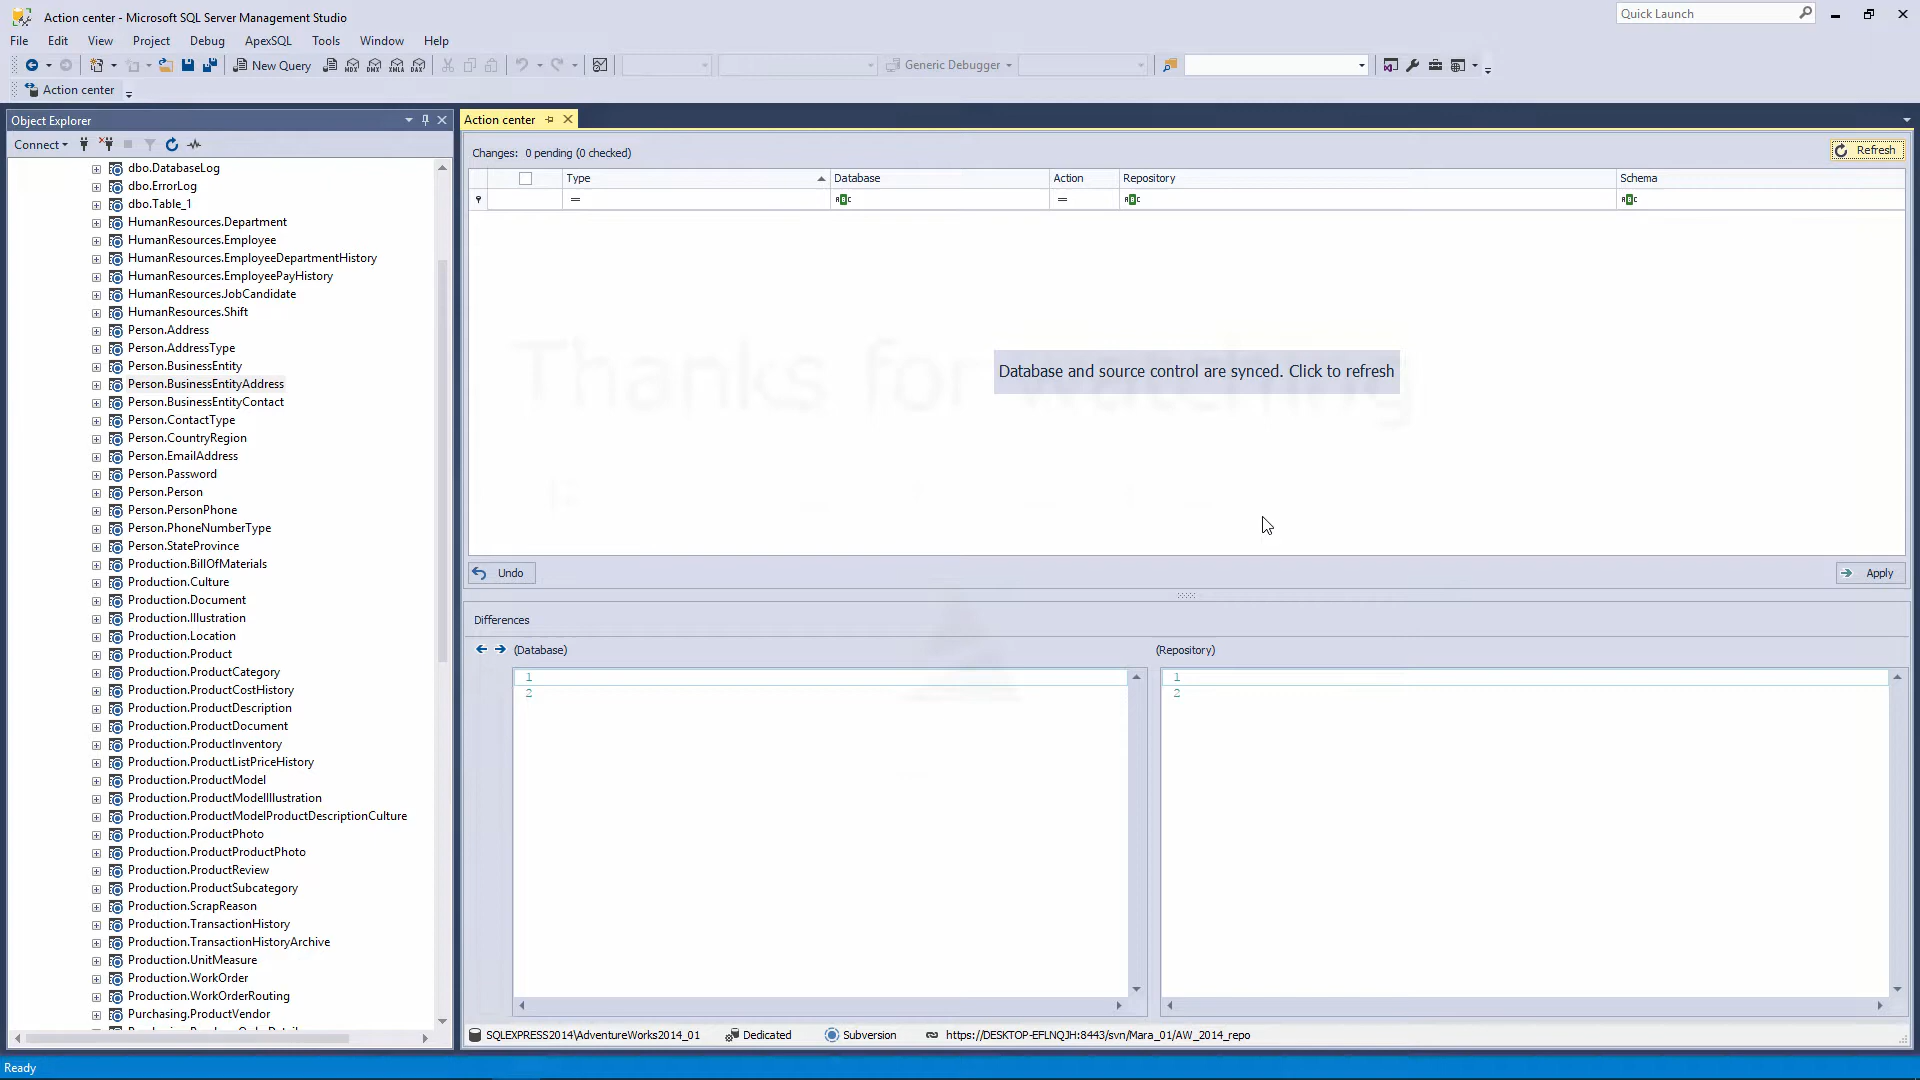 Action center - Microsoft SQL Server Management Studio
Quick Launch
File Edit View Project Debug ApexSQL Tools Window Help
New Query
Generic Debugger
Action center
Object Explorer
Connect
dbo.DatabaseLog
dbo.ErrorLog
dbo.Table_1
HumanResources.Department
HumanResources.Employee
HumanResources.EmployeeDepartmentHistory
HumanResources.EmployeePayHistory
HumanResources.JobCandidate
HumanResources.Shift
Person.Address
Person.AddressType
Person.BusinessEntity
Person.BusinessEntityAddress
Person.BusinessEntityContact
Person.ContactType
Person.CountryRegion
Person.EmailAddress
Person.Password
Person.Person
Person.PersonPhone
Person.PhoneNumberType
Person.StateProvince
Production.BillOfMaterials
Production.Culture
Production.Document
Production.Illustration
Production.Location
Production.Product
Production.ProductCategory
Production.ProductCostHistory
Production.ProductDescription
Production.ProductDocument
Production.ProductInventory
Production.ProductListPriceHistory
Production.ProductModel
Production.ProductModelIllustration
Production.ProductModelProductDescriptionCulture
Production.ProductPhoto
Production.ProductProductPhoto
Production.ProductReview
Production.ProductSubcategory
Production.ScrapReason
Production.TransactionHistory
Production.TransactionHistoryArchive
Production.UnitMeasure
Production.WorkOrder
Production.WorkOrderRouting
Purchasing.ProductVendor
Action center
Changes: 0 pending (0 checked)
Refresh
Type Database Action Repository Schema
= ABC = ABC ABC
Thanks for watching
Database and source control are synced. Click to refresh
Undo
Apply
Differences
(Database)
(Repository)
1
2
1
2
SQLEXPRESS2014\AdventureWorks2014_01 Dedicated Subversion https://DESKTOP-EFLNQJH:8443/svn/Mara_01/AW_2014_repo
Ready